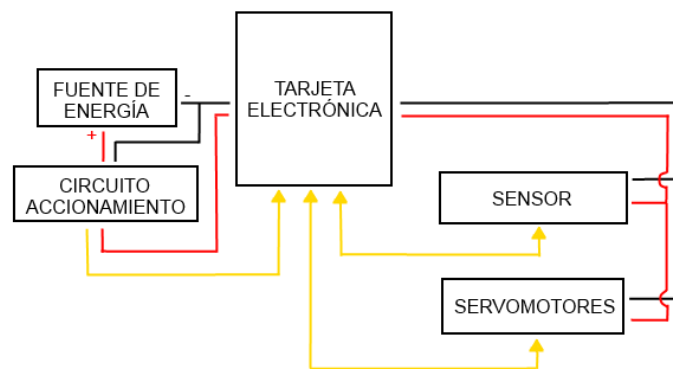 FUENTE DE
ENERGÍA
-
+
CIRCUITO
ACCIONAMIENTO
TARJETA
ELECTRÓNICA
SENSOR
SERVOMOTORES